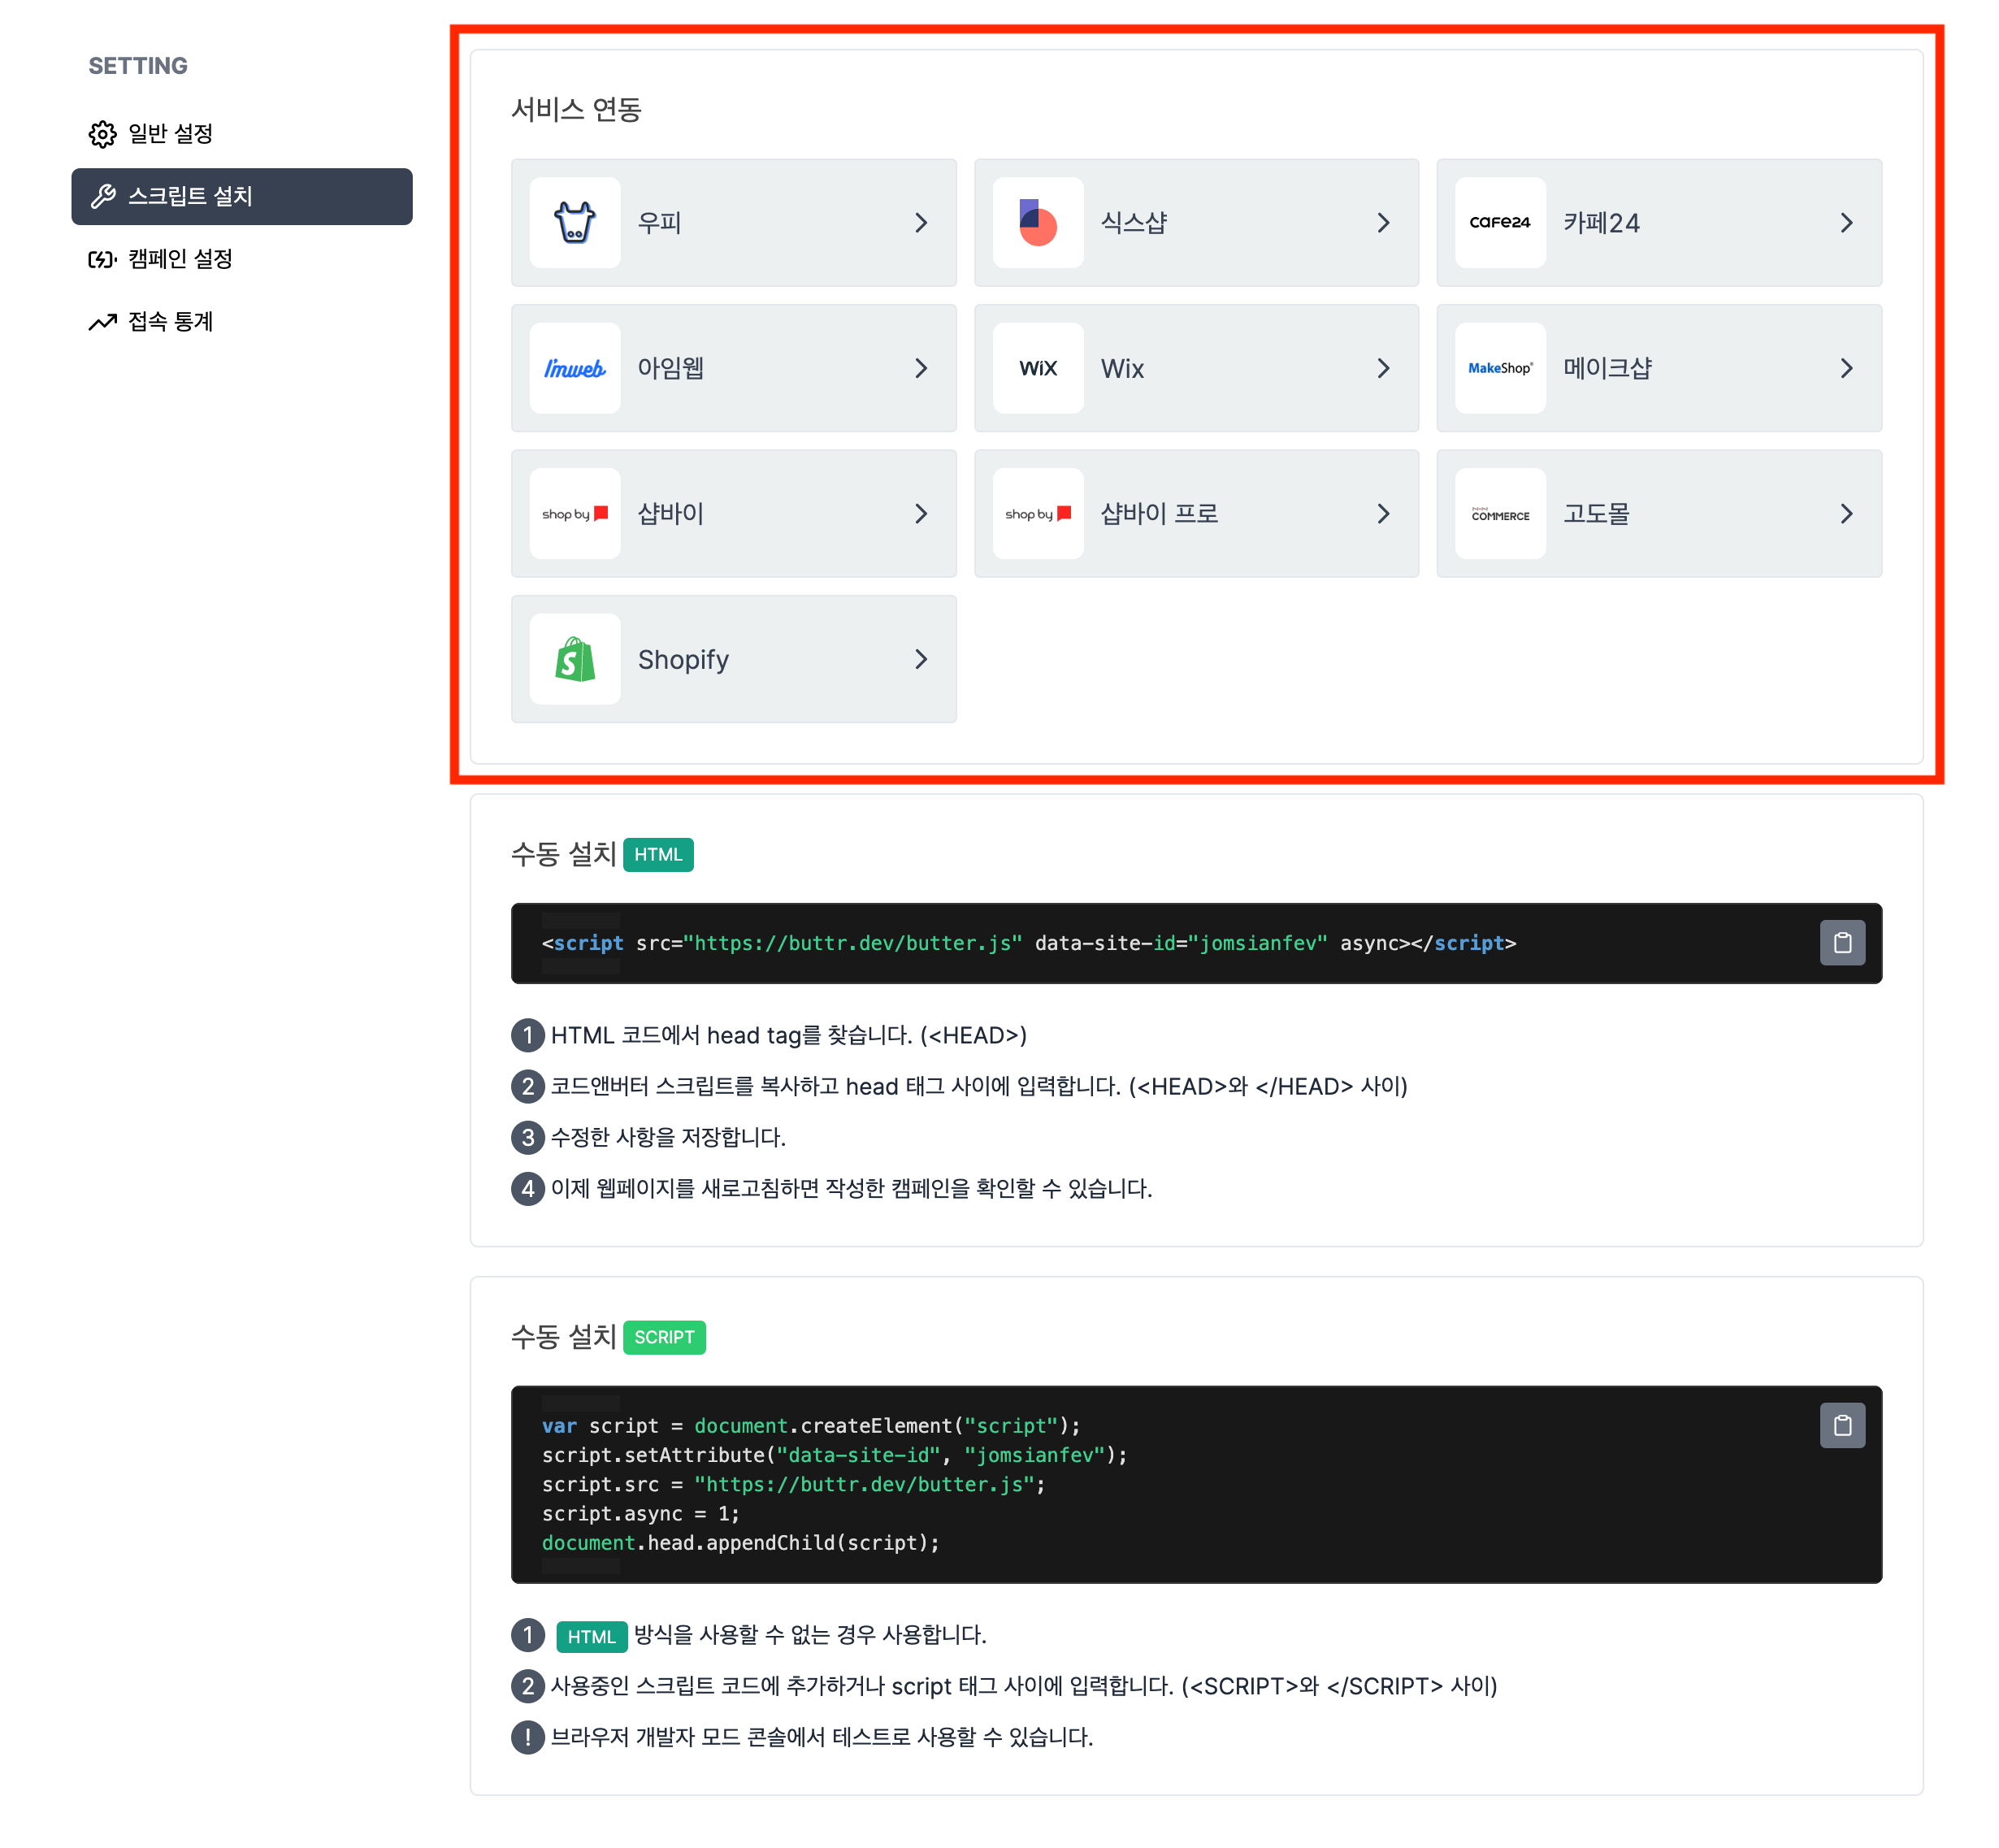 SETTING
일반 설정
스크립트 설치
캠페인 설정
접속 통계
서비스 연동
우피
식스샵
CaFe24
카페24
I'mweb
아임웹
WiX
Wix
MakeShop®
메이크샵
shop by
샵바이
shop by
샵바이 프로
NHN COMMERCE
고도몰
Shopify
수동 설치 HTML
<script src="https://buttr.dev/butter.js" data-site-id="jomsianfev" async></script>
1 HTML 코드에서 head tag를 찾습니다. (<HEAD>)
2 코드앤버터 스크립트를 복사하고 head 태그 사이에 입력합니다. (<HEAD>와 </HEAD> 사이)
3 수정한 사항을 저장합니다.
4 이제 웹페이지를 새로고침하면 작성한 캠페인을 확인할 수 있습니다.
수동 설치 SCRIPT
var script = document.createElement("script");
script.setAttribute("data-site-id", "jomsianfev");
script.src = "https://buttr.dev/butter.js";
script.async = 1;
document.head.appendChild(script);
1 HTML 방식을 사용할 수 없는 경우 사용합니다.
2 사용중인 스크립트 코드에 추가하거나 script 태그 사이에 입력합니다. (<SCRIPT>와 </SCRIPT> 사이)
! 브라우저 개발자 모드 콘솔에서 테스트로 사용할 수 있습니다.